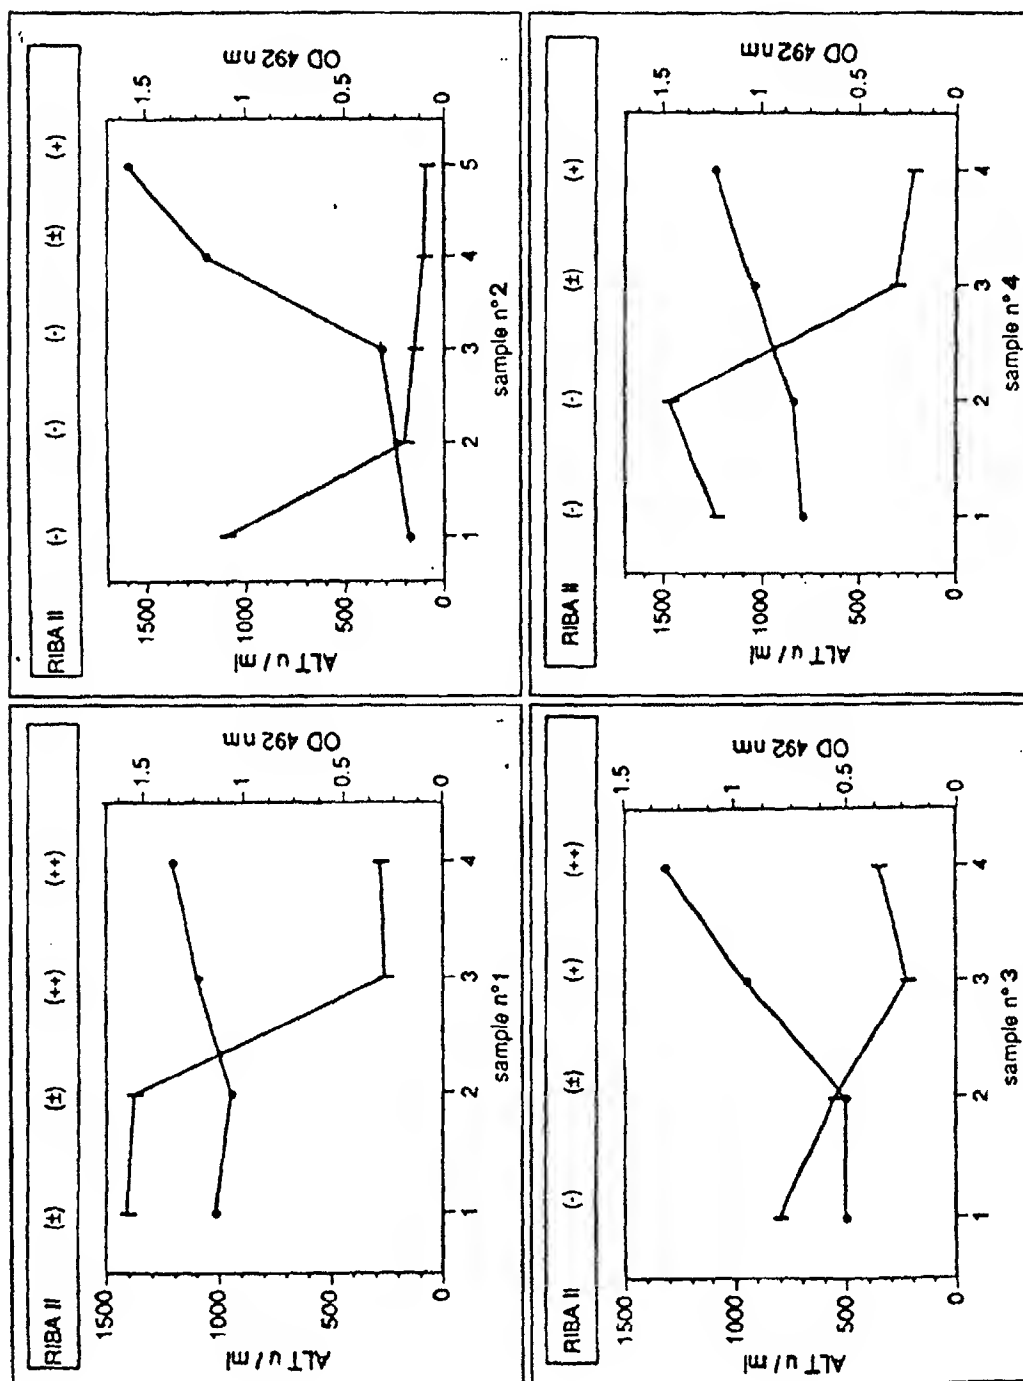 RIBA II (±) (±) (++) (++)
ALT u / ml
1500
1000
500
0
1.5
1
0.5
0
OD 492 nm
1 2 3 4
sample n°1
RIBA II (-) (-) (-) (±) (+)
ALT u / ml
1500
1000
500
0
1.5
1
0.5
0
OD 492 nm
1 2 3 4 5
sample n°2
RIBA II (-) (±) (+) (++)
ALT u / ml
1500
1000
500
0
1.5
1
0.5
0
OD 492 nm
1 2 3 4
sample n°3
RIBA II (-) (-) (±) (+)
ALT u / ml
1500
1000
500
0
1.5
1
0.5
0
OD 492 nm
1 2 3 4
sample n°4